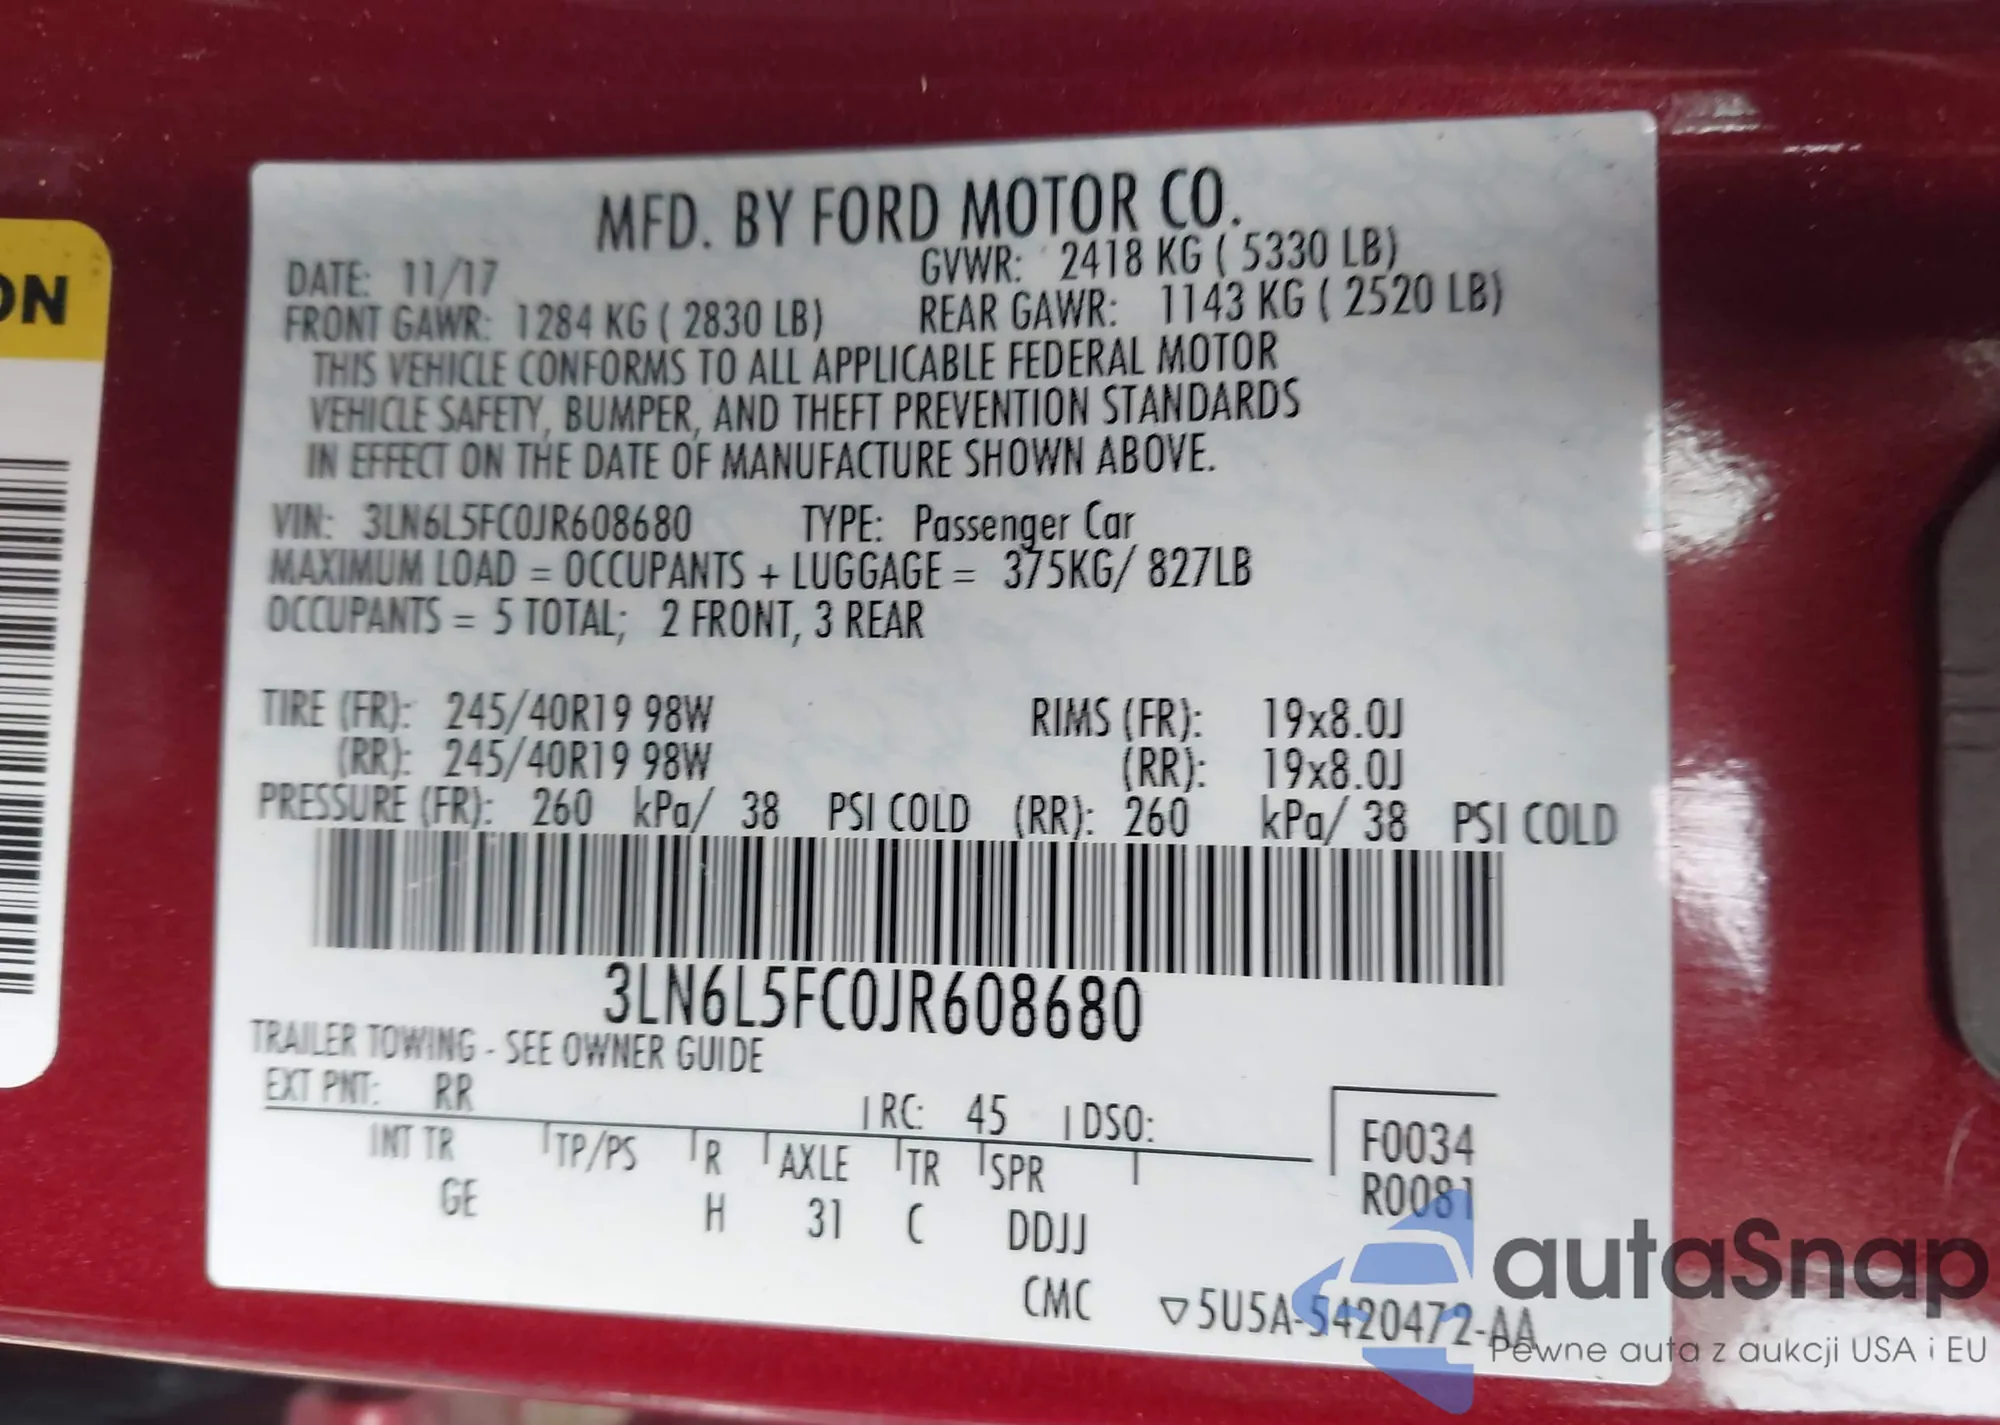 ON
MFD. BY FORD MOTOR CO.
DATE: 11/17 GVWR: 2418 KG ( 5330 LB)
FRONT GAWR: 1284 KG ( 2830 LB) REAR GAWR: 1143 KG ( 2520 LB)
THIS VEHICLE CONFORMS TO ALL APPLICABLE FEDERAL MOTOR
VEHICLE SAFETY, BUMPER, AND THEFT PREVENTION STANDARDS
IN EFFECT ON THE DATE OF MANUFACTURE SHOWN ABOVE.
VIN: 3LN6L5FC0JR608680 TYPE: Passenger Car
MAXIMUM LOAD = OCCUPANTS + LUGGAGE = 375KG/ 827LB
OCCUPANTS = 5 TOTAL; 2 FRONT, 3 REAR
TIRE (FR): 245/40R19 98W RIMS (FR): 19x8.0J
(RR): 245/40R19 98W (RR): 19x8.0J
PRESSURE (FR): 260 kPa/ 38 PSI COLD (RR): 260 kPa/ 38 PSI COLD
3LN6L5FC0JR608680
TRAILER TOWING - SEE OWNER GUIDE
EXT PNT: RR RC: 45 DSO: F0034
INT TR TP/PS R AXLE TR SPR R0081
GE H 31 C DDJJ
CMC ▽5U5A-5420472-AA
autaSnap
Pewne auta z aukcji USA i EU